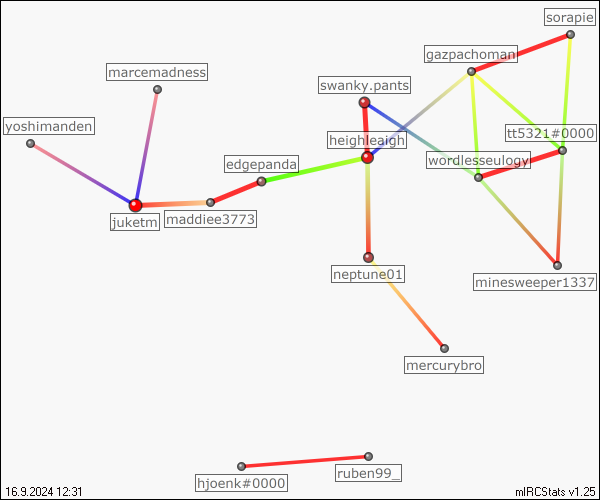 sorapie
gazpachoman
marcemadness
swanky.pants
yoshimanden
tt5321#0000
heighleaigh
wordlesseulogy
edgepanda
juketm
maddiee3773
neptune01
minesweeper1337
mercurybro
ruben99_
hjoenk#0000
16.9.2024 12:31
mIRCStats v1.25